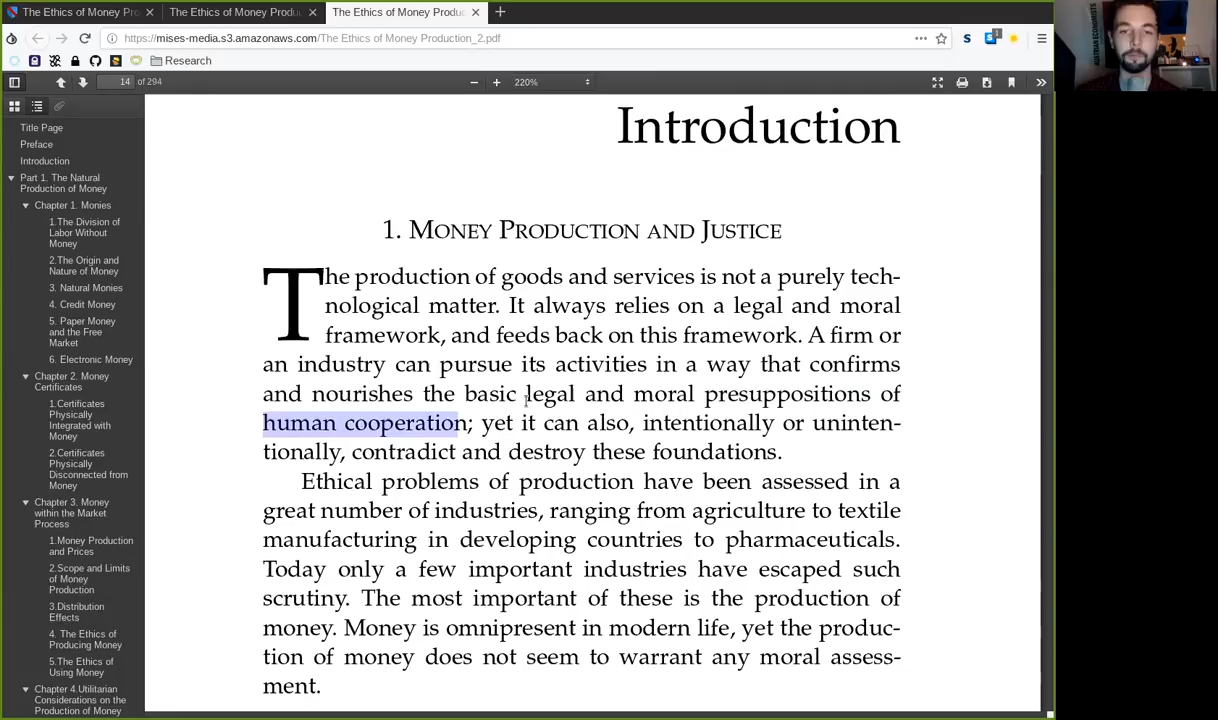 The Ethics of Money Pro
The Ethics of Money Produc
The Ethics of Money Produc
https://mises-media.s3.amazonaws.com/The Ethics of Money Production_2.pdf
Research
14 of 294
220%
Title Page
Preface
Introduction
Part 1. The Natural
Production of Money
Chapter 1. Monies
1.The Division of
Labor Without
Money
2.The Origin and
Nature of Money
3. Natural Monies
4. Credit Money
5. Paper Money
and the Free
Market
6. Electronic Money
Chapter 2. Money
Certificates
1.Certificates
Physically
Integrated with
Money
2.Certificates
Physically
Disconnected from
Money
Chapter 3. Money
within the Market
Process
1.Money Production
and Prices
2.Scope and Limits
of Money
Production
3.Distribution
Effects
4. The Ethics of
Producing Money
5.The Ethics of
Using Money
Chapter 4.Utilitarian
Considerations on the
Production of Money
Introduction
1. Money Production and Justice
The production of goods and services is not a purely tech-
nological matter. It always relies on a legal and moral
framework, and feeds back on this framework. A firm or
an industry can pursue its activities in a way that confirms
and nourishes the basic legal and moral presuppositions of
human cooperation; yet it can also, intentionally or uninten-
tionally, contradict and destroy these foundations.
Ethical problems of production have been assessed in a
great number of industries, ranging from agriculture to textile
manufacturing in developing countries to pharmaceuticals.
Today only a few important industries have escaped such
scrutiny. The most important of these is the production of
money. Money is omnipresent in modern life, yet the produc-
tion of money does not seem to warrant any moral assess-
ment.
AUSTRIAN ECONOMISTS